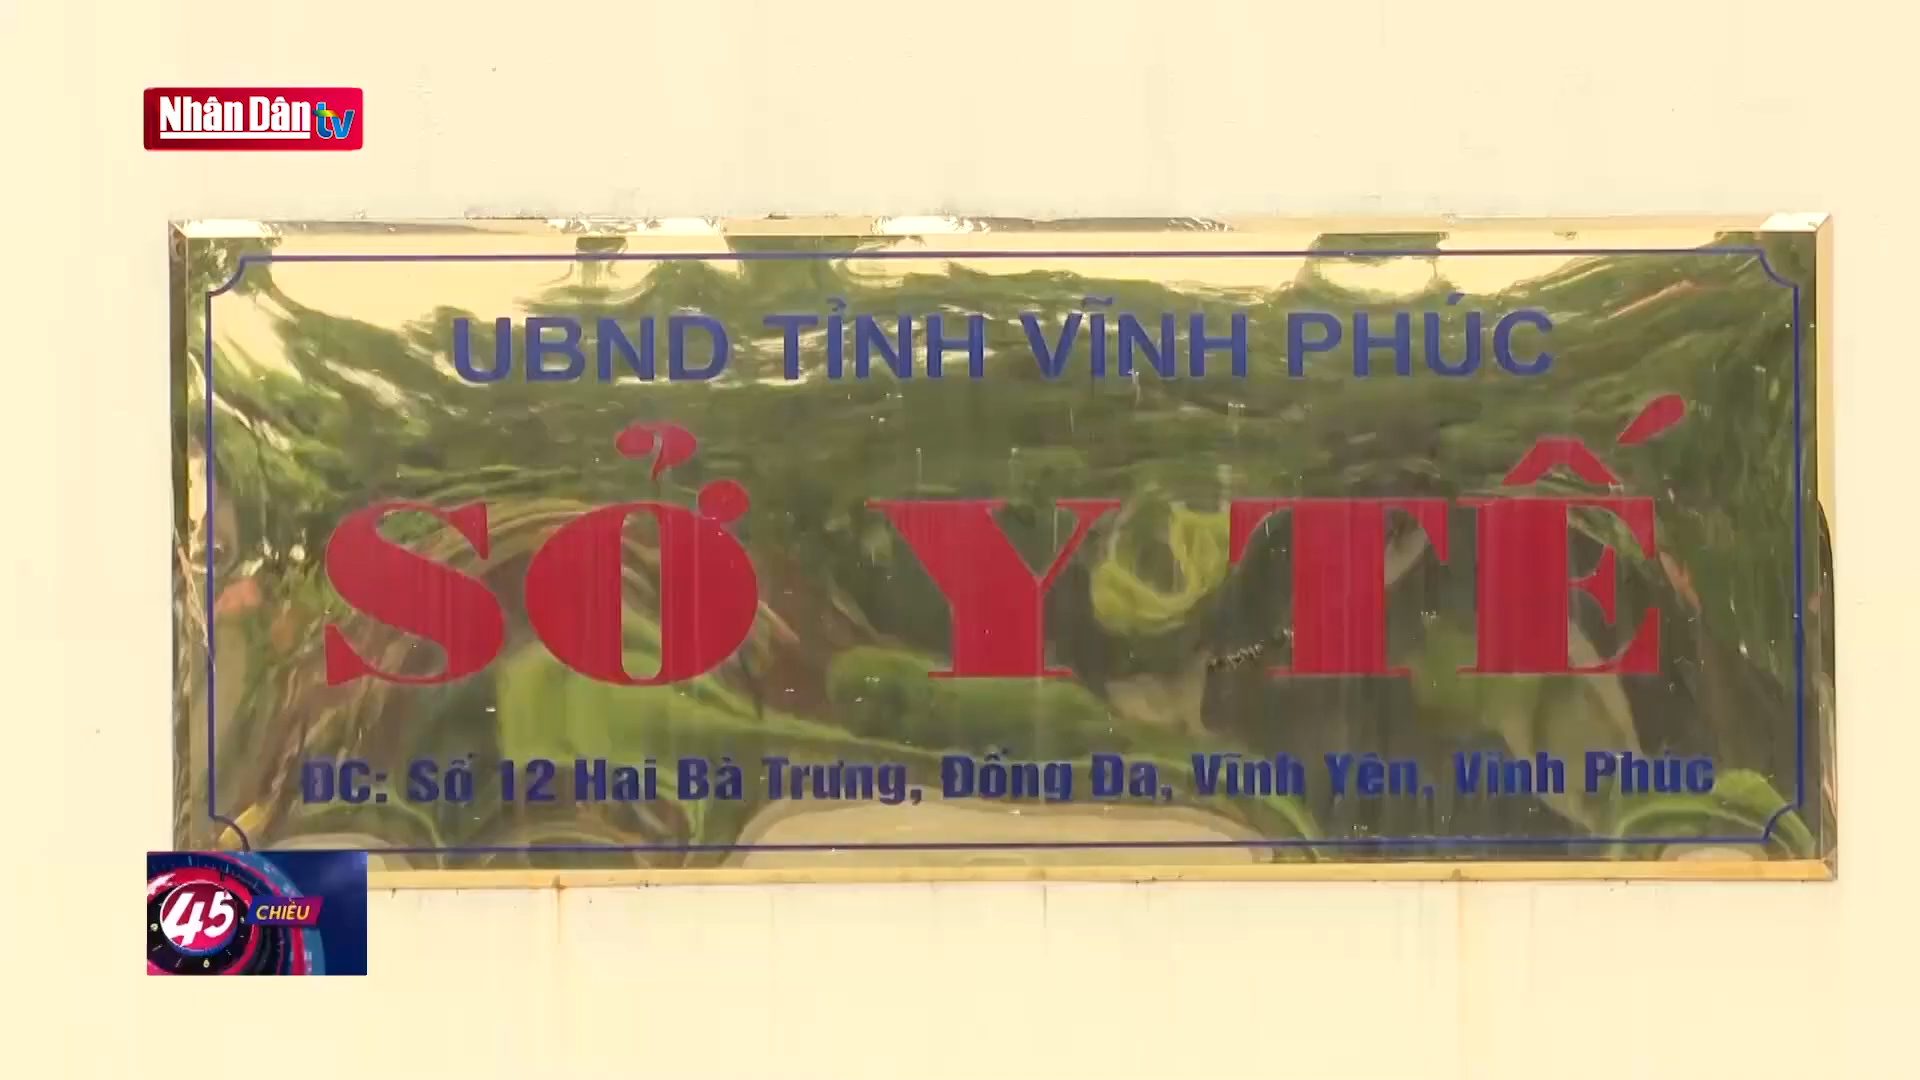 Nhân Dân tv
UBND TỈNH VĨNH PHÚC
SỞ Y TẾ
ĐC: Số 12 Hai Bà Trưng, Đống Đa, Vĩnh Yên, Vĩnh Phúc
45 CHIỀU